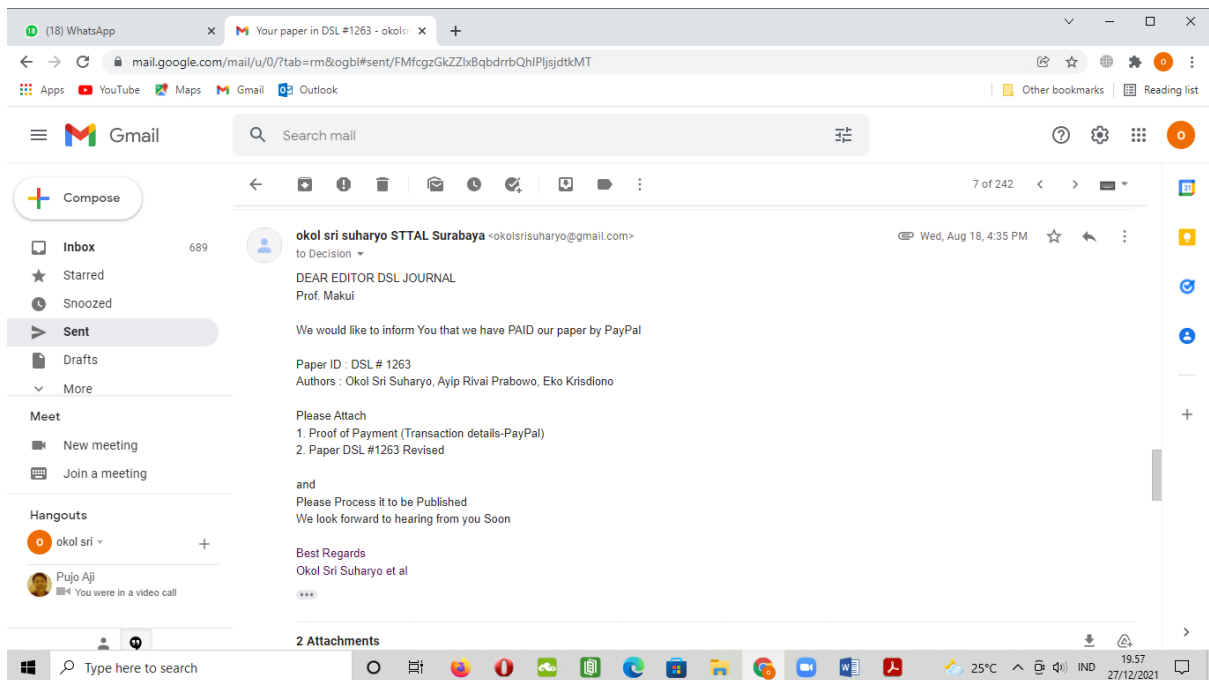 (18) WhatsApp
Your paper in DSL #1263 - okolsr
mail.google.com/mail/u/0/?tab=rm&ogbl#sent/FMfcgzGkZZlxBqbdrrbQhlPljsjdtkMT
Apps YouTube Maps Gmail Outlook Other bookmarks Reading list
Gmail
Search mail
Compose
7 of 242
Inbox 689
Starred
Snoozed
Sent
Drafts
More
Meet
New meeting
Join a meeting
Hangouts
okol sri
Pujo Aji
You were in a video call
okol sri suharyo STTAL Surabaya <okolsrisuharyo@gmail.com>
Wed, Aug 18, 4:35 PM
to Decision
DEAR EDITOR DSL JOURNAL
Prof. Makui
We would like to inform You that we have PAID our paper by PayPal
Paper ID : DSL # 1263
Authors : Okol Sri Suharyo, Ayip Rivai Prabowo, Eko Krisdiono
Please Attach
1. Proof of Payment (Transaction details-PayPal)
2. Paper DSL #1263 Revised
and
Please Process it to be Published
We look forward to hearing from you Soon
Best Regards
Okol Sri Suharyo et al
2 Attachments
Type here to search
25°C
IND
19.57
27/12/2021